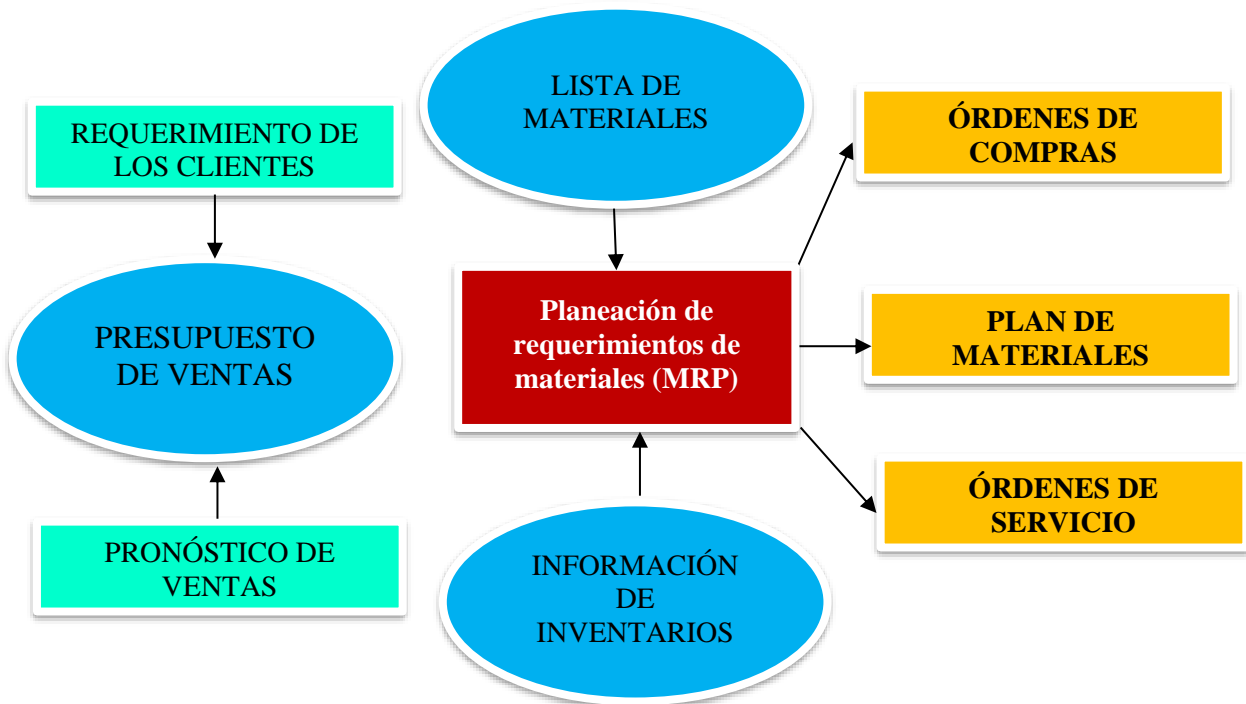 REQUERIMIENTO DE
LOS CLIENTES
PRESUPUESTO
DE VENTAS
PRONÓSTICO DE
VENTAS
LISTA DE
MATERIALES
Planeación de
requerimientos de
materiales (MRP)
INFORMACIÓN
DE
INVENTARIOS
ÓRDENES DE
COMPRAS
PLAN DE
MATERIALES
ÓRDENES DE
SERVICIO